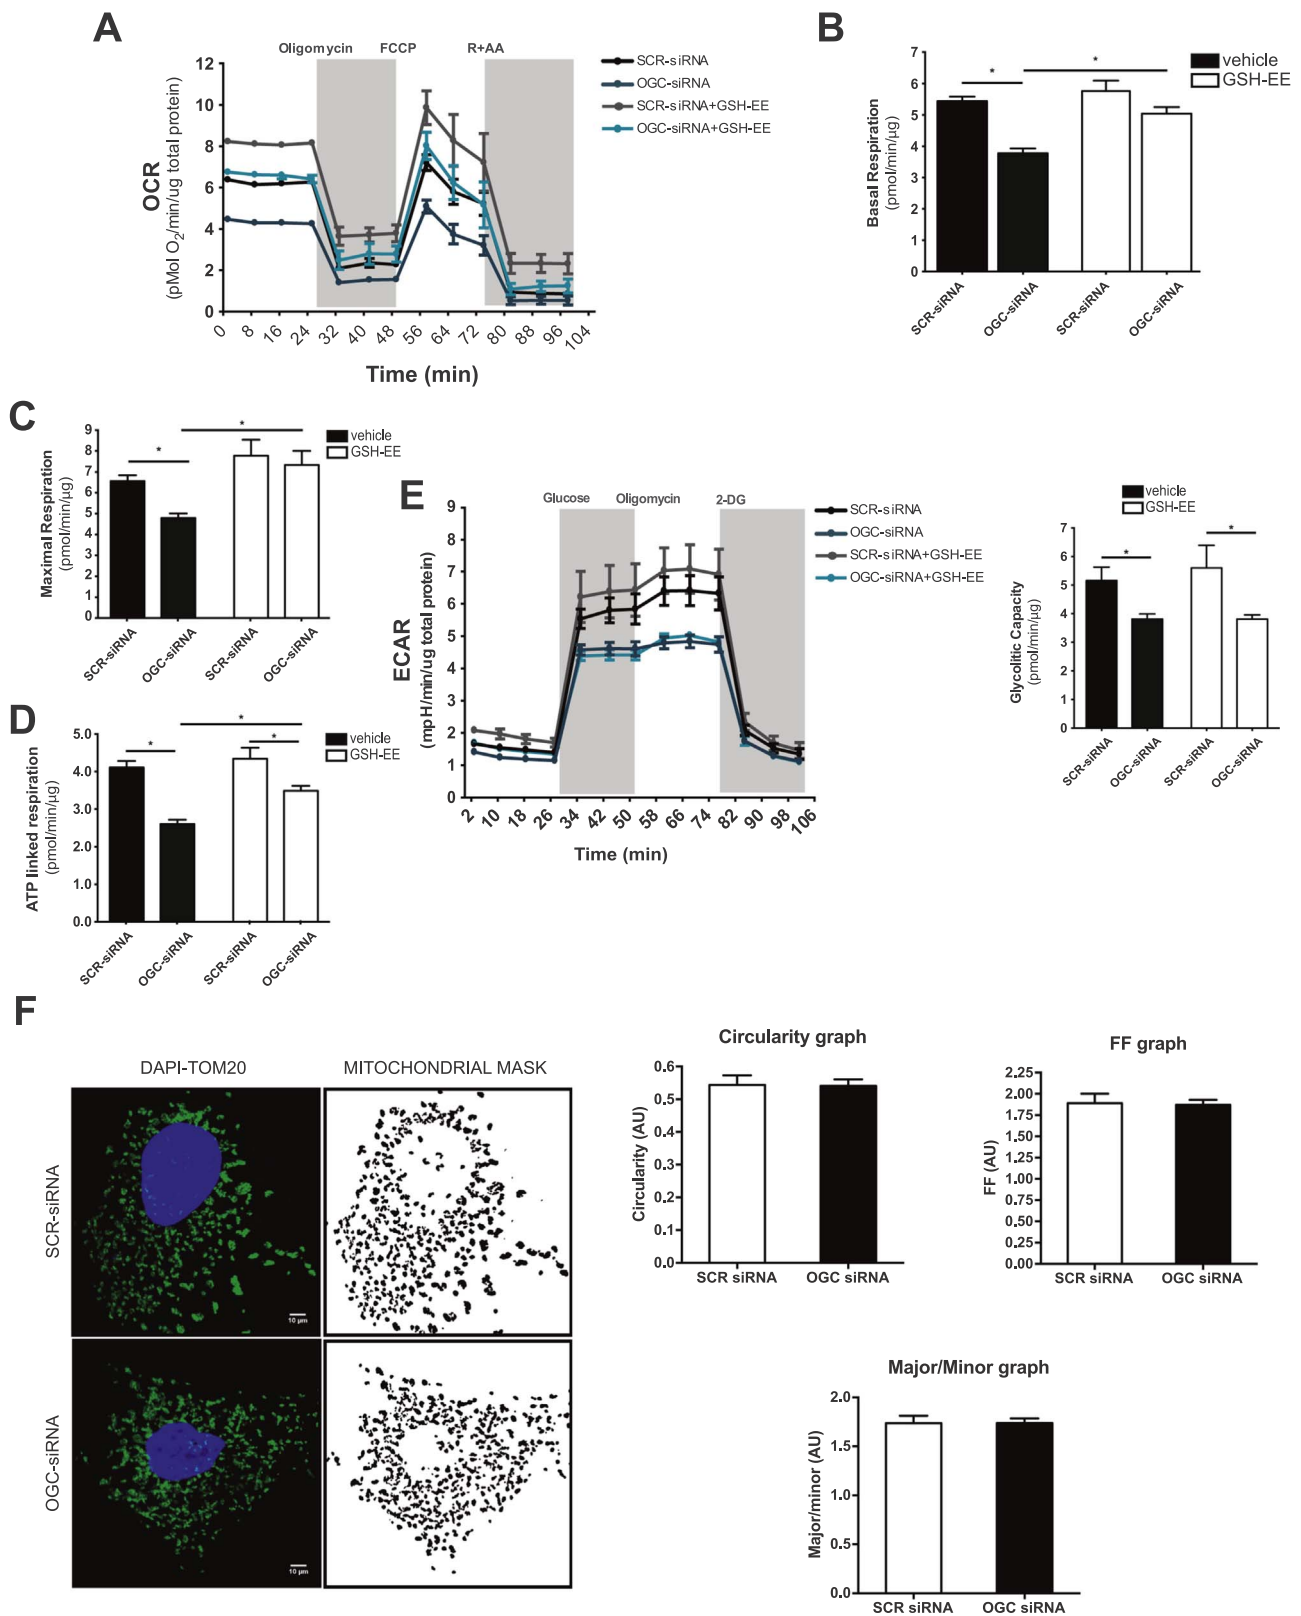 A
Oligomycin FCCP R+AA
OCR
(pMol O2/min/ug total protein)
12
10
8
6
4
2
0
0 8 16 24 32 40 48 56 64 72 80 88 96 104
Time (min)
SCR-siRNA
OGC-siRNA
SCR-siRNA+GSH-EE
OGC-siRNA+GSH-EE
B
Basal Respiration
(pmol/min/µg)
7
6
5
4
3
2
1
0
SCR-siRNA OGC-siRNA SCR-siRNA OGC-siRNA
* *
vehicle
GSH-EE
C
Maximal Respiration
(pmol/min/µg)
9
8
7
6
5
4
3
2
1
0
SCR-siRNA OGC-siRNA SCR-siRNA OGC-siRNA
* *
vehicle
GSH-EE
D
ATP linked respiration
(pmol/min/µg)
5.0
4.0
3.0
2.0
1.0
0.0
SCR-siRNA OGC-siRNA SCR-siRNA OGC-siRNA
* * *
vehicle
GSH-EE
E
Glucose Oligomycin 2-DG
ECAR
(mpH/min/ug total protein)
9
8
7
6
5
4
3
2
1
0
2 10 18 26 34 42 50 58 66 74 82 90 98 106
Time (min)
SCR-siRNA
OGC-siRNA
SCR-siRNA+GSH-EE
OGC-siRNA+GSH-EE
vehicle
GSH-EE
Glycolitic Capacity
(pmol/min/µg)
7
6
5
4
3
2
1
0
SCR-siRNA OGC-siRNA SCR-siRNA OGC-siRNA
* *
F
DAPI-TOM20 MITOCHONDRIAL MASK
SCR-siRNA
10 µm
OGC-siRNA
10 µm
Circularity graph
Circularity (AU)
0.6
0.5
0.4
0.3
0.2
0.1
0.0
SCR siRNA OGC siRNA
FF graph
FF (AU)
2.25
2.00
1.75
1.50
1.25
1.00
0.75
0.50
0.25
0.00
SCR siRNA OGC siRNA
Major/Minor graph
Major/minor (AU)
2.0
1.5
1.0
0.5
0.0
SCR siRNA OGC siRNA